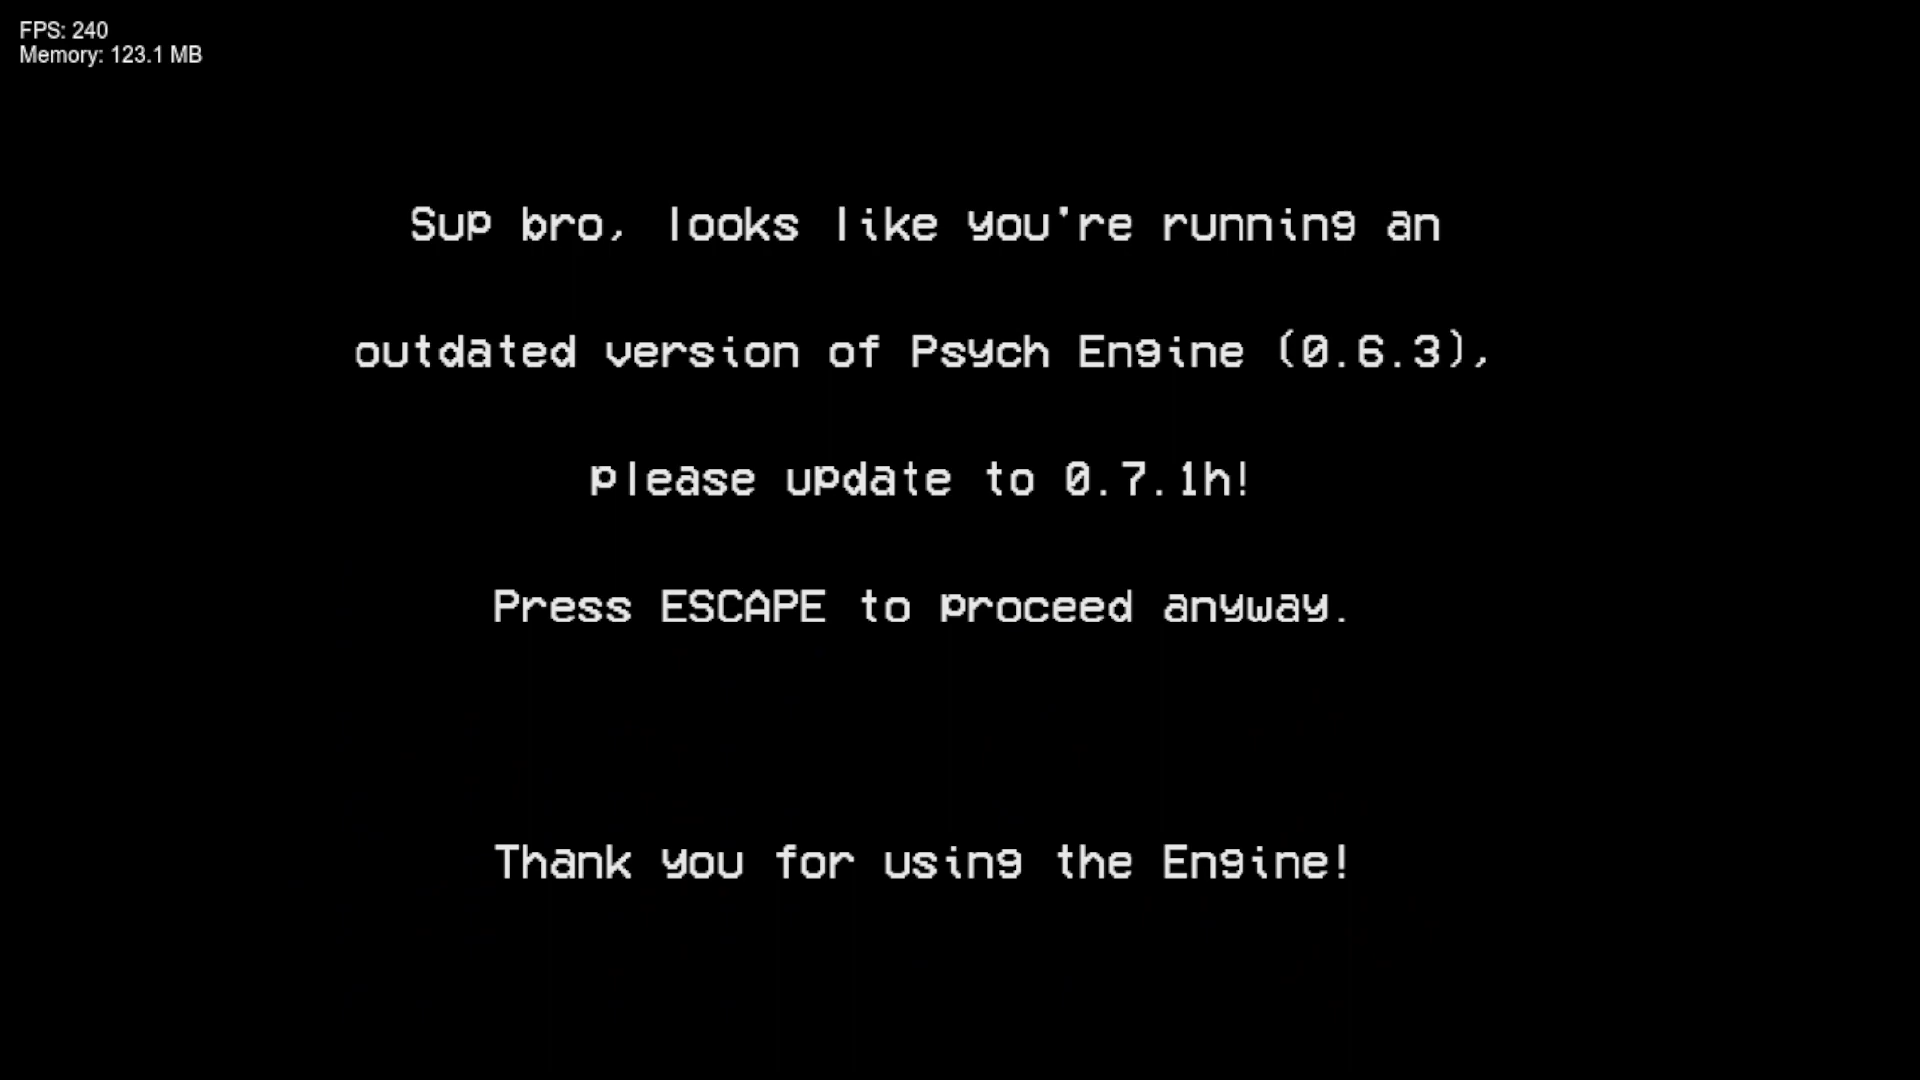 FPS: 240
Memory: 123.1 MB
Sup bro, looks like you're running an
outdated version of Psych Engine (0.6.3),
please update to 0.7.1h!
Press ESCAPE to proceed anyway.
Thank you for using the Engine!